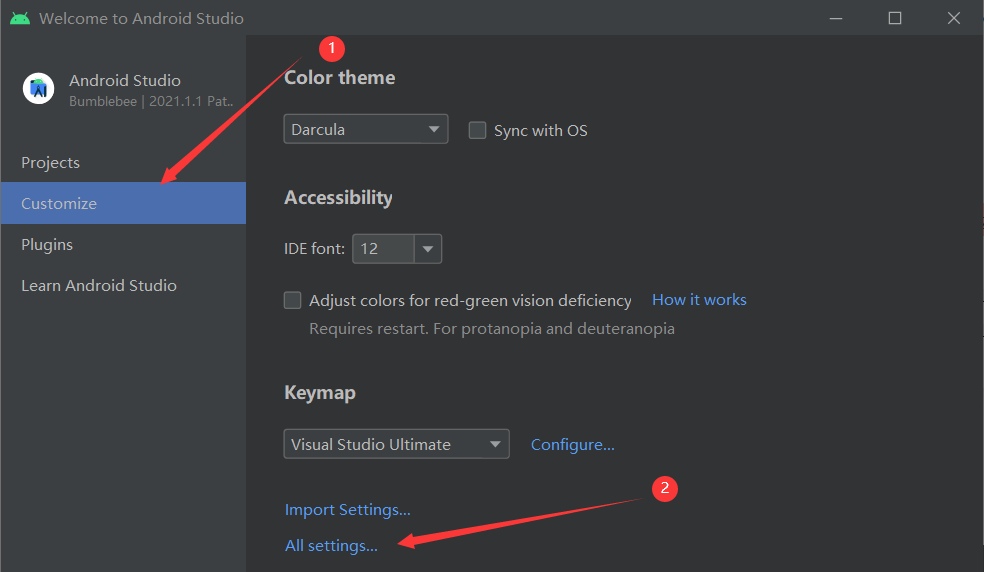 Welcome to Android Studio
1
Android Studio
Bumblebee | 2021.1.1 Pat..
Projects
Customize
Plugins
Learn Android Studio
Color theme
Darcula
Sync with OS
Accessibility
IDE font: 12
Adjust colors for red-green vision deficiency How it works
Requires restart. For protanopia and deuteranopia
Keymap
Visual Studio Ultimate Configure...
2
Import Settings...
All settings...